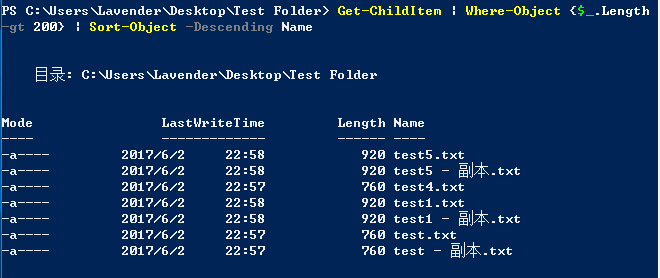 PS C:\Users\Lavender\Desktop\Test Folder> Get-ChildItem | Where-Object {$_.Length
-gt 200} | Sort-Object -Descending Name
目录: C:\Users\Lavender\Desktop\Test Folder
Mode LastWriteTime Length Name
---- ------------- ------ ----
-a---- 2017/6/2 22:58 920 test5.txt
-a---- 2017/6/2 22:58 920 test5 - 副本.txt
-a---- 2017/6/2 22:57 760 test4.txt
-a---- 2017/6/2 22:58 920 test1.txt
-a---- 2017/6/2 22:58 920 test1 - 副本.txt
-a---- 2017/6/2 22:57 760 test.txt
-a---- 2017/6/2 22:57 760 test - 副本.txt